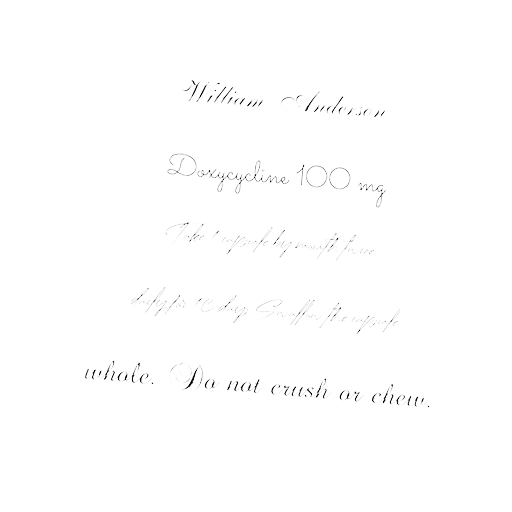 William Anderson
Doxycycline 100 mg
Take 1 capsule by mouth twice
daily for 10 days. Swallow the capsule
whole. Do not crush or chew.